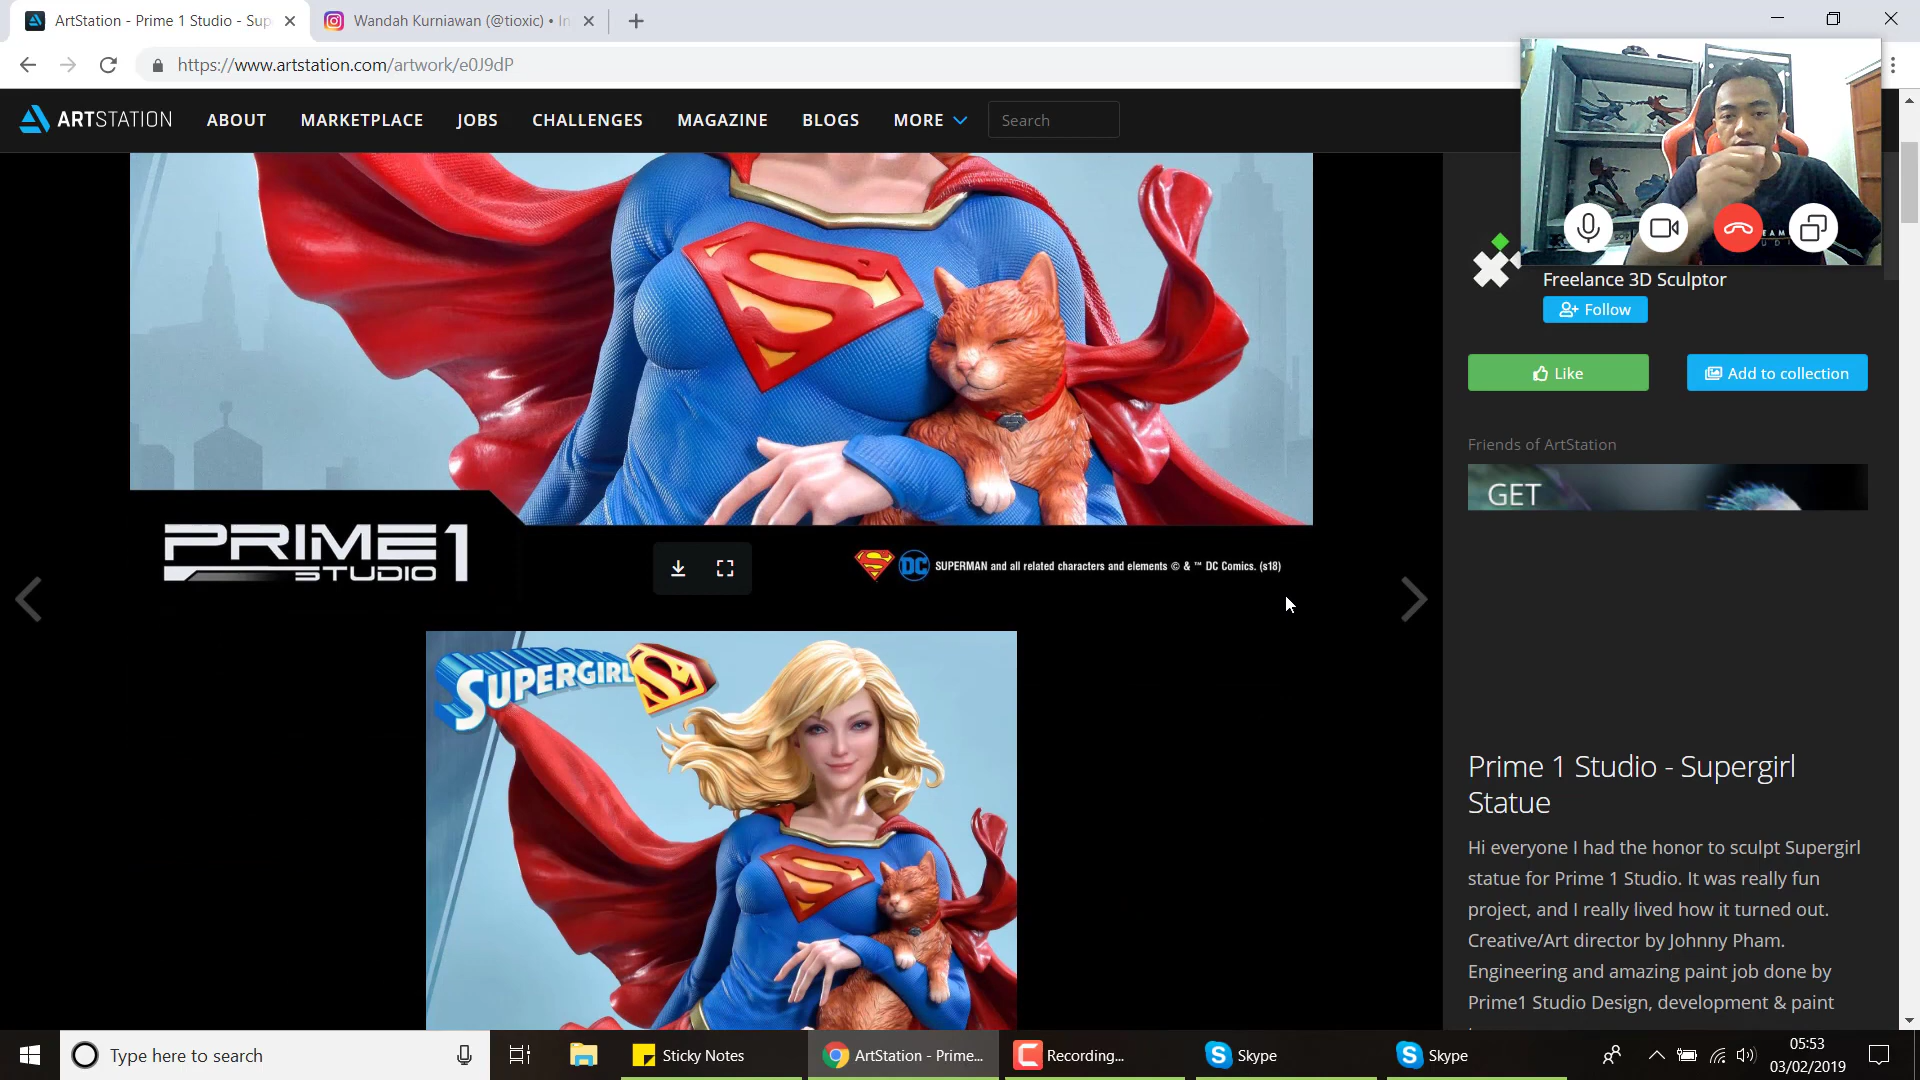 ArtStation - Prime 1 Studio - Sup
Wandah Kurniawan (@tioxic) • In
https://www.artstation.com/artwork/e0J9dP
ARTSTATION
ABOUT
MARKETPLACE
JOBS
CHALLENGES
MAGAZINE
BLOGS
MORE
Search
Freelance 3D Sculptor
Follow
Like
Add to collection
Friends of ArtStation
GET
PRIME 1
STUDIO
DC
SUPERMAN and all related characters and elements © & ™ DC Comics. (s18)
SUPERGIRL
Prime 1 Studio - Supergirl
Statue
Hi everyone I had the honor to sculpt Supergirl
statue for Prime 1 Studio. It was really fun
project, and I really lived how it turned out.
Creative/Art director by Johnny Pham.
Engineering and amazing paint job done by
Prime1 Studio Design, development & paint
Type here to search
Sticky Notes
ArtStation - Prime...
Recording...
Skype
Skype
05:53
03/02/2019